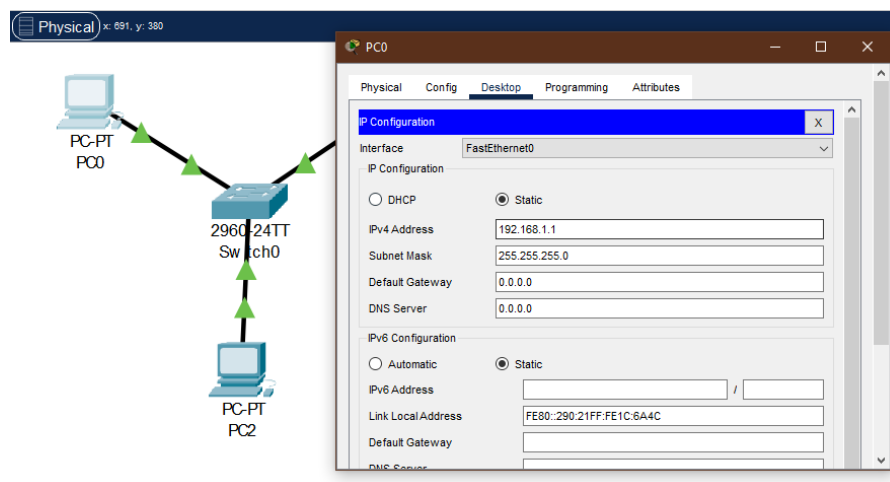 Physical x: 691, y: 380
PC-PT
PC0
2960-24TT
Switch0
PC-PT
PC2
PC0
Physical Config Desktop Programming Attributes
IP Configuration X
Interface FastEthernet0
IP Configuration
DHCP Static
IPv4 Address 192.168.1.1
Subnet Mask 255.255.255.0
Default Gateway 0.0.0.0
DNS Server 0.0.0.0
IPv6 Configuration
Automatic Static
IPv6 Address /
Link Local Address FE80::290:21FF:FE1C:6A4C
Default Gateway
DNS Server